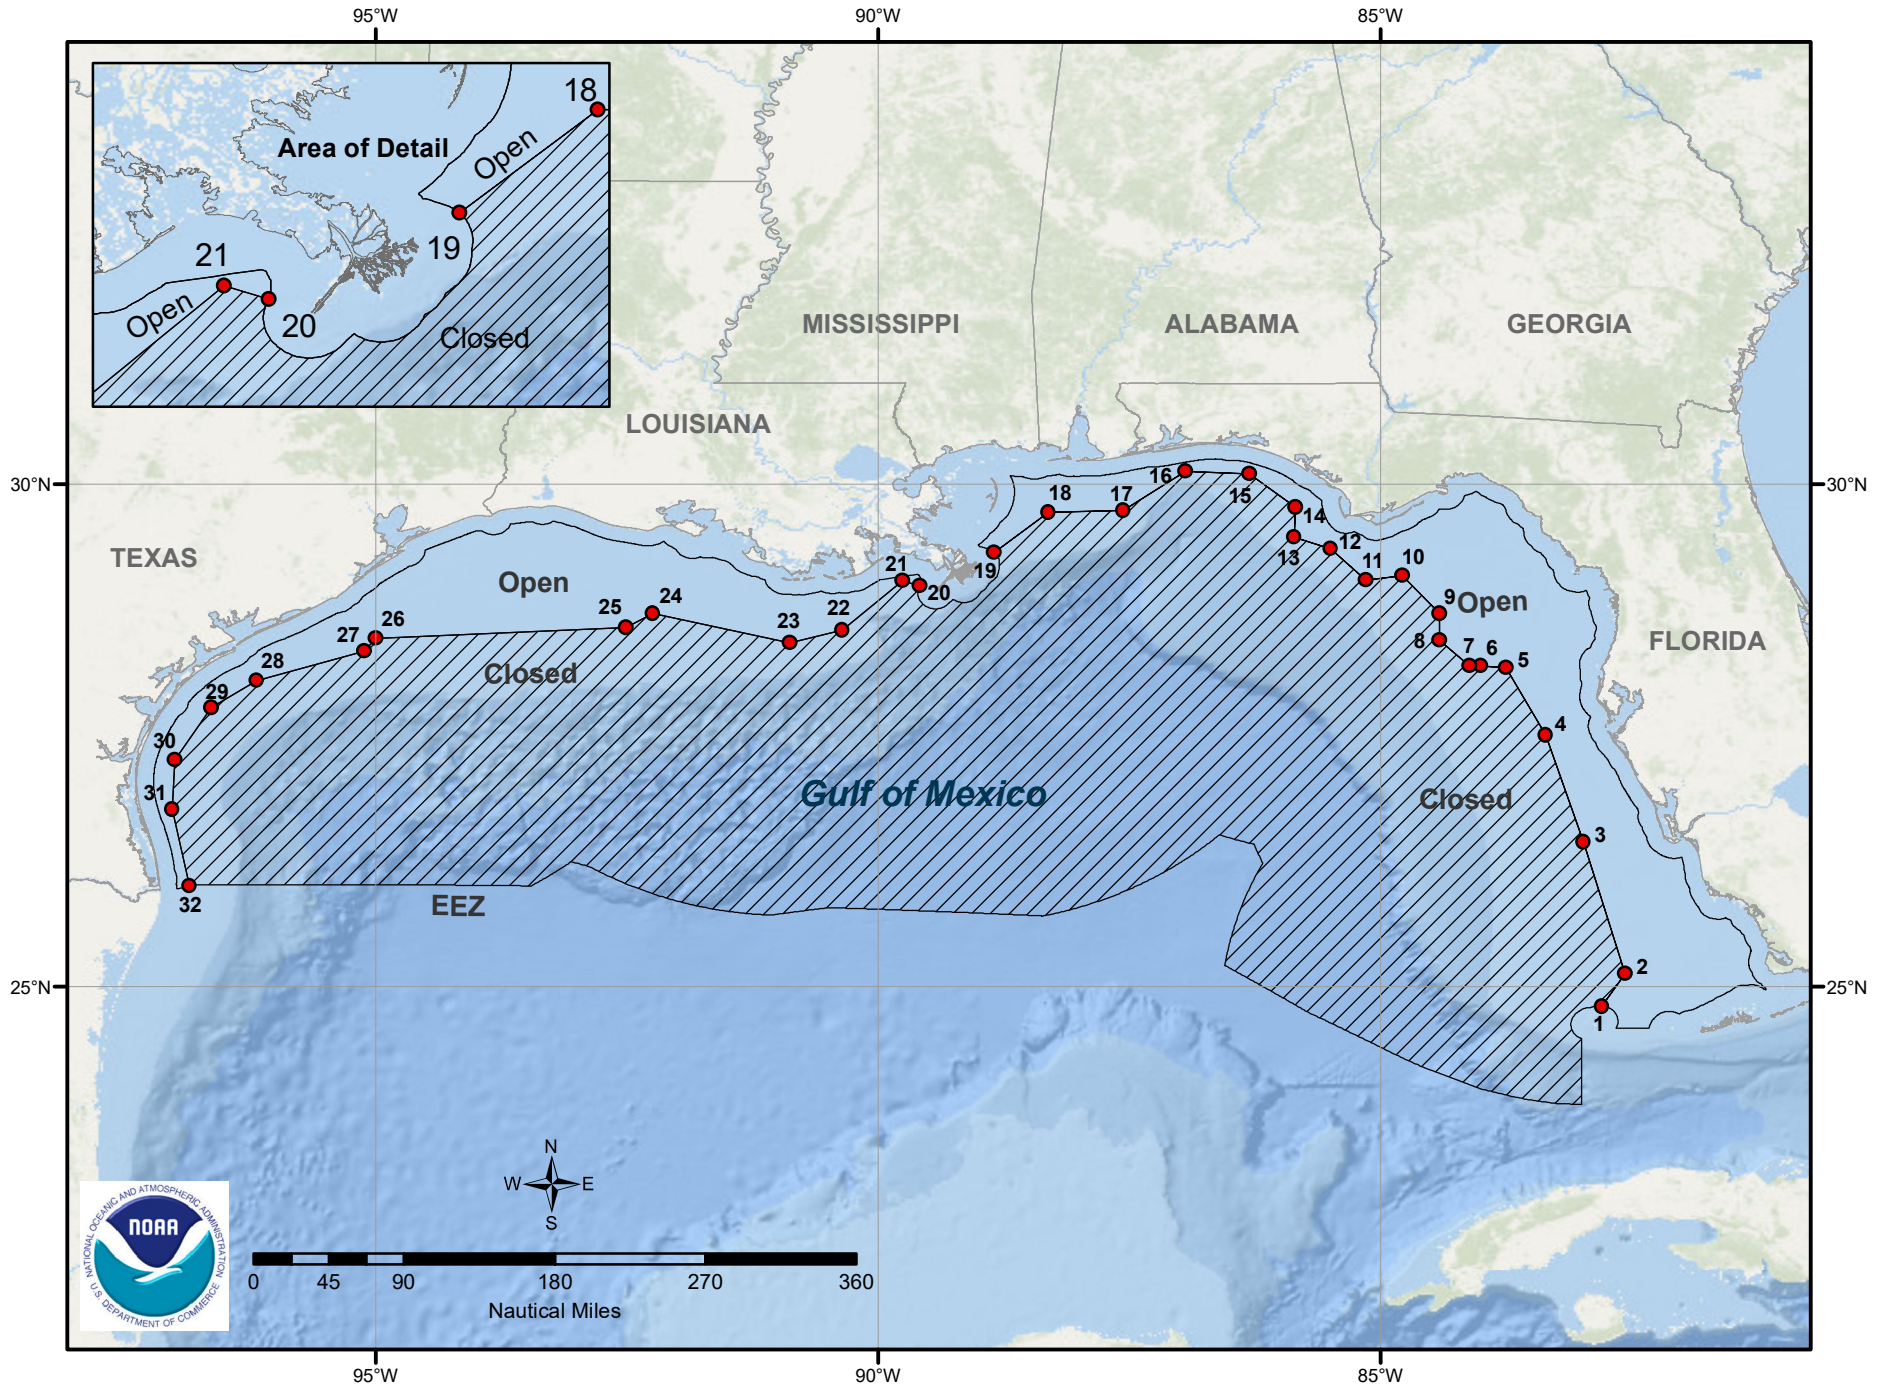 95°W
90°W
85°W
18
Area of Detail
Open
19
21
Open
20
Closed
MISSISSIPPI
ALABAMA
GEORGIA
LOUISIANA
30°N
30°N
16
15
18
17
14
13
12
11
10
TEXAS
Open
19
21
20
9
Open
24
25
26
27
22
23
8
7
6
5
FLORIDA
28
Closed
29
4
30
31
Gulf of Mexico
Closed
3
32
EEZ
2
25°N
25°N
1
N
W
E
S
NATIONAL OCEANIC AND ATMOSPHERIC ADMINISTRATION
NOAA
U.S. DEPARTMENT OF COMMERCE
0
45
90
180
270
360
Nautical Miles
95°W
90°W
85°W